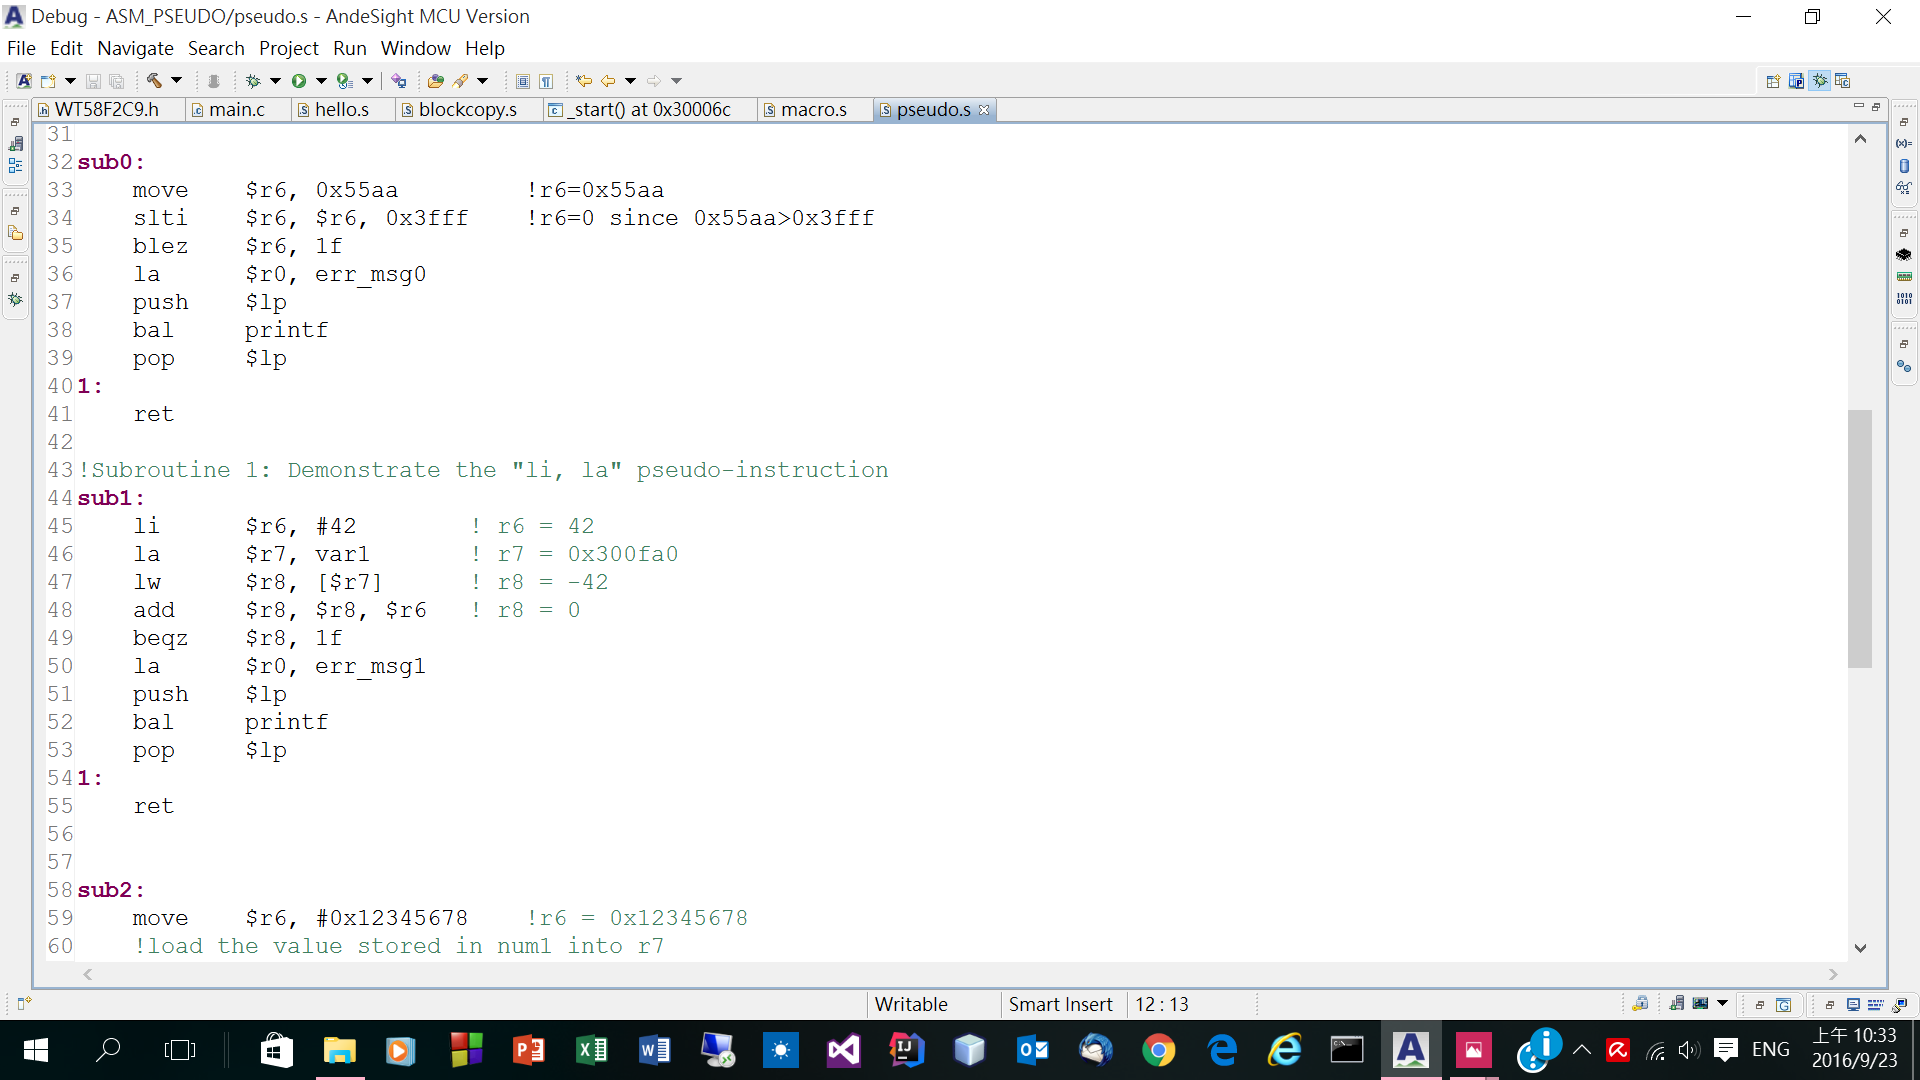 Debug - ASM_PSEUDO/pseudo.s - AndeSight MCU Version
File Edit Navigate Search Project Run Window Help
WT58F2C9.h main.c hello.s blockcopy.s _start() at 0x30006c macro.s pseudo.s
31
32 sub0:
33 move $r6, 0x55aa !r6=0x55aa
34 slti $r6, $r6, 0x3fff !r6=0 since 0x55aa>0x3fff
35 blez $r6, 1f
36 la $r0, err_msg0
37 push $lp
38 bal printf
39 pop $lp
40 1:
41 ret
42
43 !Subroutine 1: Demonstrate the "li, la" pseudo-instruction
44 sub1:
45 li $r6, #42 ! r6 = 42
46 la $r7, var1 ! r7 = 0x300fa0
47 lw $r8, [$r7] ! r8 = -42
48 add $r8, $r8, $r6 ! r8 = 0
49 beqz $r8, 1f
50 la $r0, err_msg1
51 push $lp
52 bal printf
53 pop $lp
54 1:
55 ret
56
57
58 sub2:
59 move $r6, #0x12345678 !r6 = 0x12345678
60 !load the value stored in num1 into r7
Writable Smart Insert 12 : 13
ENG
上午 10:33
2016/9/23